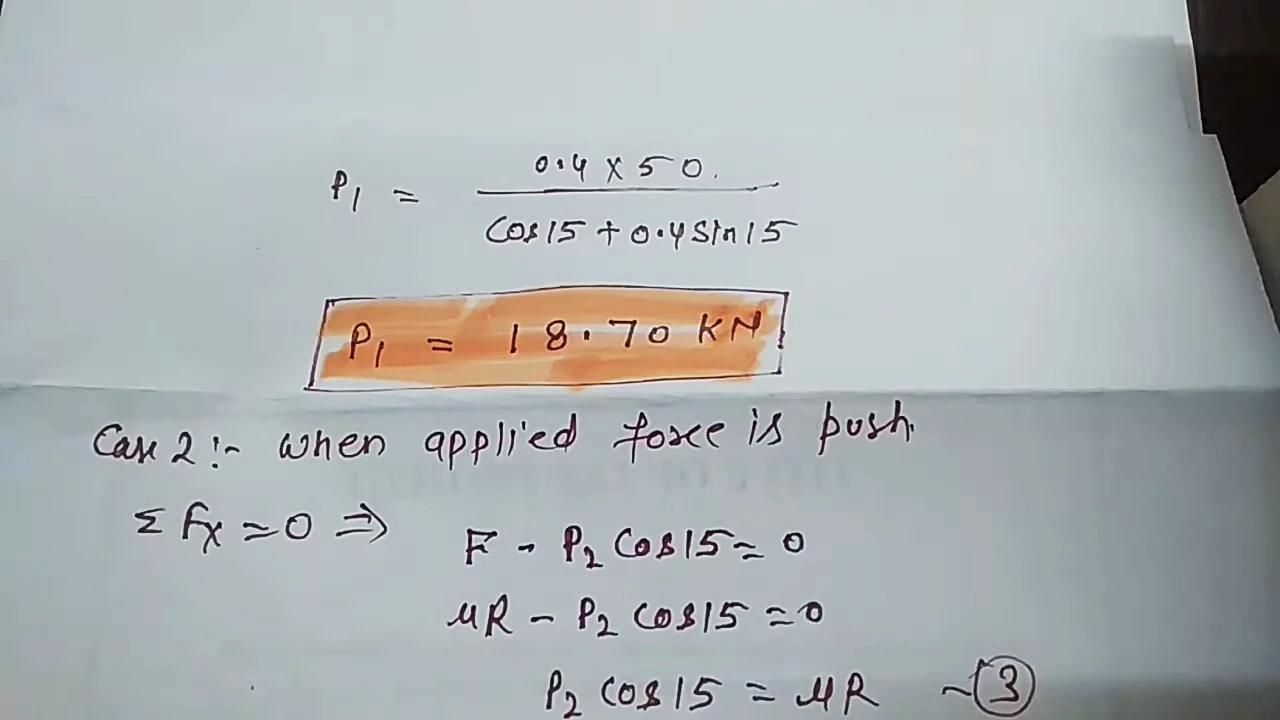 P1 = 0.4 × 50.
cos15 + 0.4 sin15
P1 = 18.70 KN
Case 2 :- when applied force is push.
Σ Fx = 0 ⇒ F - P2 cos15 = 0
μR - P2 cos15 = 0
P2 cos15 = μR ~③